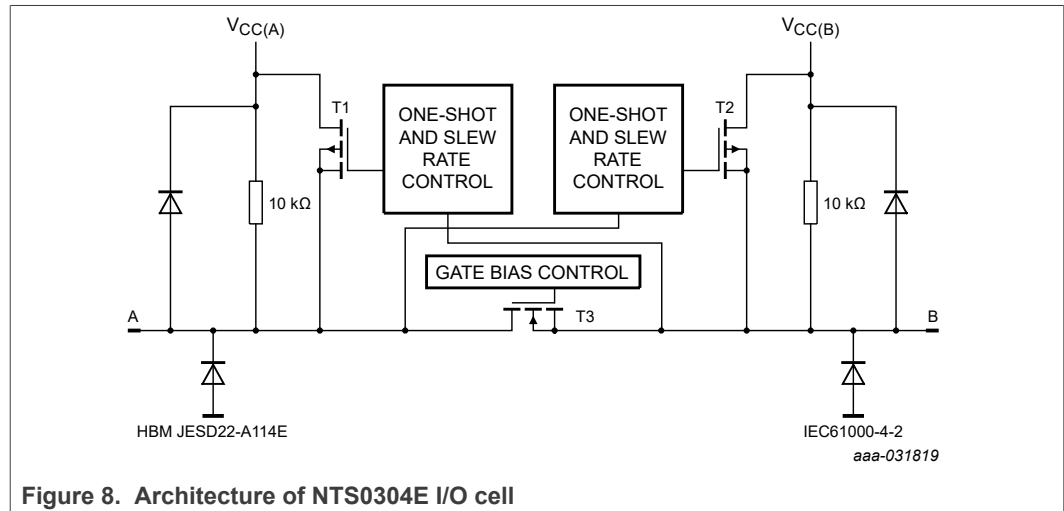 VCC(A)
VCC(B)
T1
ONE-SHOT
AND SLEW
RATE
CONTROL
ONE-SHOT
AND SLEW
RATE
CONTROL
T2
10 kΩ
10 kΩ
GATE BIAS CONTROL
A
T3
B
HBM JESD22-A114E
IEC61000-4-2
aaa-031819
Figure 8. Architecture of NTS0304E I/O cell